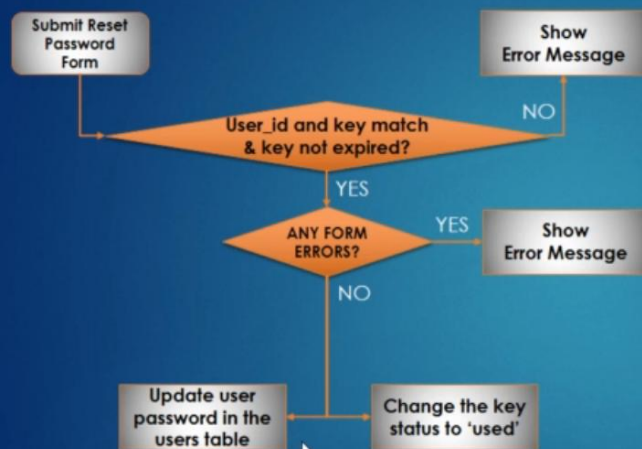 Submit Reset
Password
Form
Show
Error Message
NO
User_id and key match
& key not expired?
YES
ANY FORM
ERRORS?
YES
Show
Error Message
NO
Update user
password in the
users table
Change the key
status to ‘used’